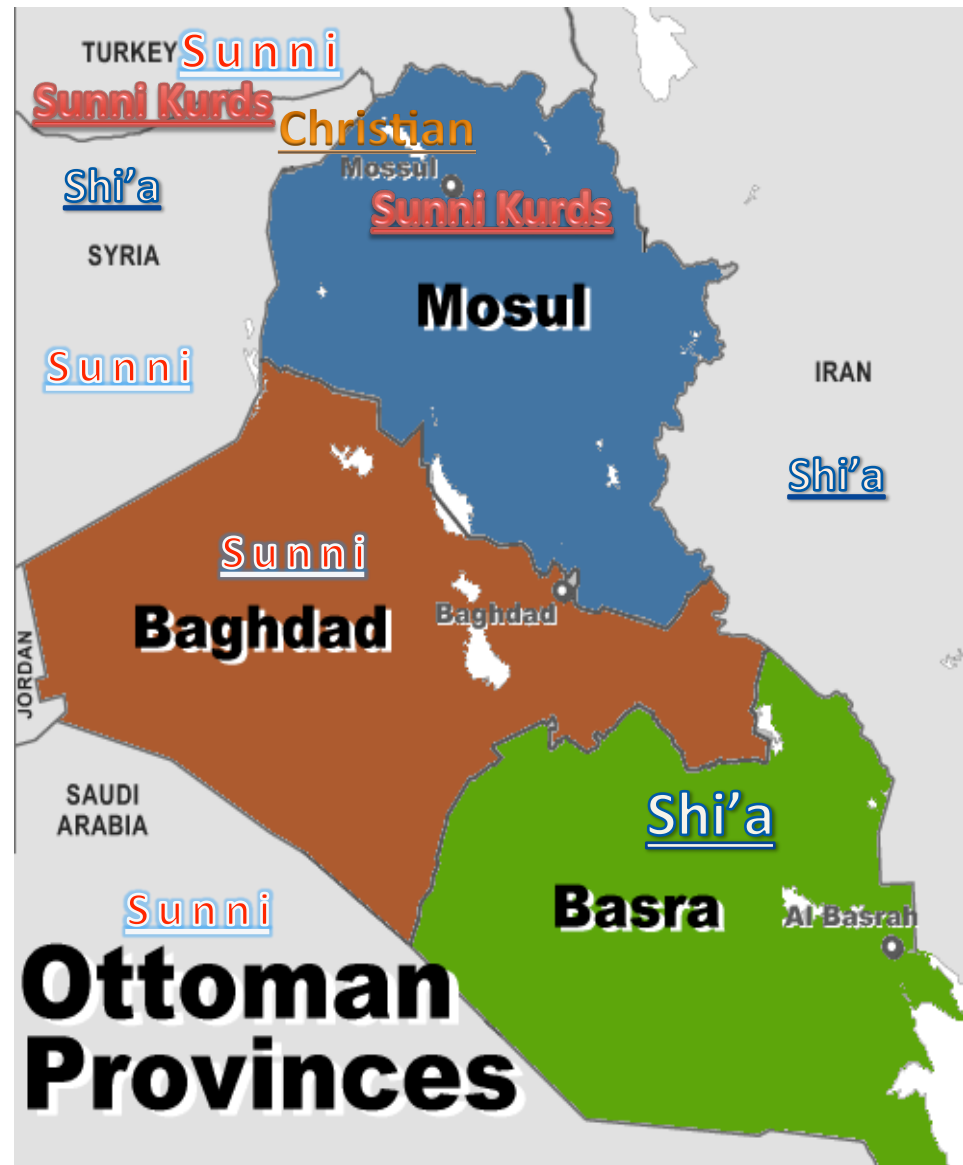 TURKEY
Sunni
Sunni Kurds
Christian
Mossul
Shi’a
Sunni Kurds
SYRIA
Mosul
Sunni
IRAN
Shi’a
Sunni
Baghdad
Baghdad
JORDAN
SAUDI
ARABIA
Shi’a
Basra
Al Basrah
Sunni
Ottoman
Provinces